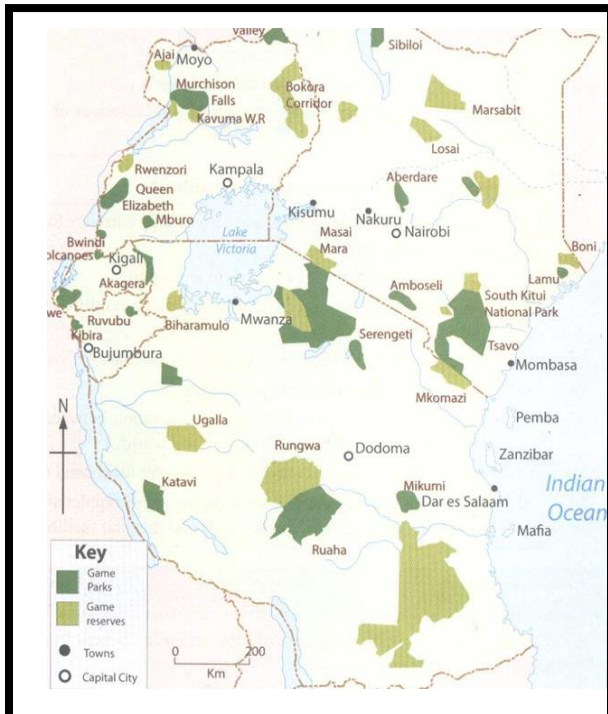 Valley
Sibiloi
Ajai
Moyo
Murchison
Falls
Bokora
Corridor
Marsabit
Kavuma W.R
Losai
Rwenzori
Kampala
Aberdare
Queen
Elizabeth
Kisumu
Nakuru
Mburo
Nairobi
Lake
Victoria
Masai
Mara
Bwindi
olcanoes
Kigali
Boni
Akagera
Amboseli
Lamu
South Kitui
National Park
we
Ruvubu
Biharamulo
Mwanza
Kibira
Serengeti
Tsavo
Bujumbura
Mombasa
Mkomazi
N
Pemba
Ugalla
Rungwa
Dodoma
Zanzibar
Katavi
Mikumi
Indian
Ocean
Dar es Salaam
Mafia
Ruaha
Key
Game
Parks
Game
reserves
Towns
Capital City
0 200
Km